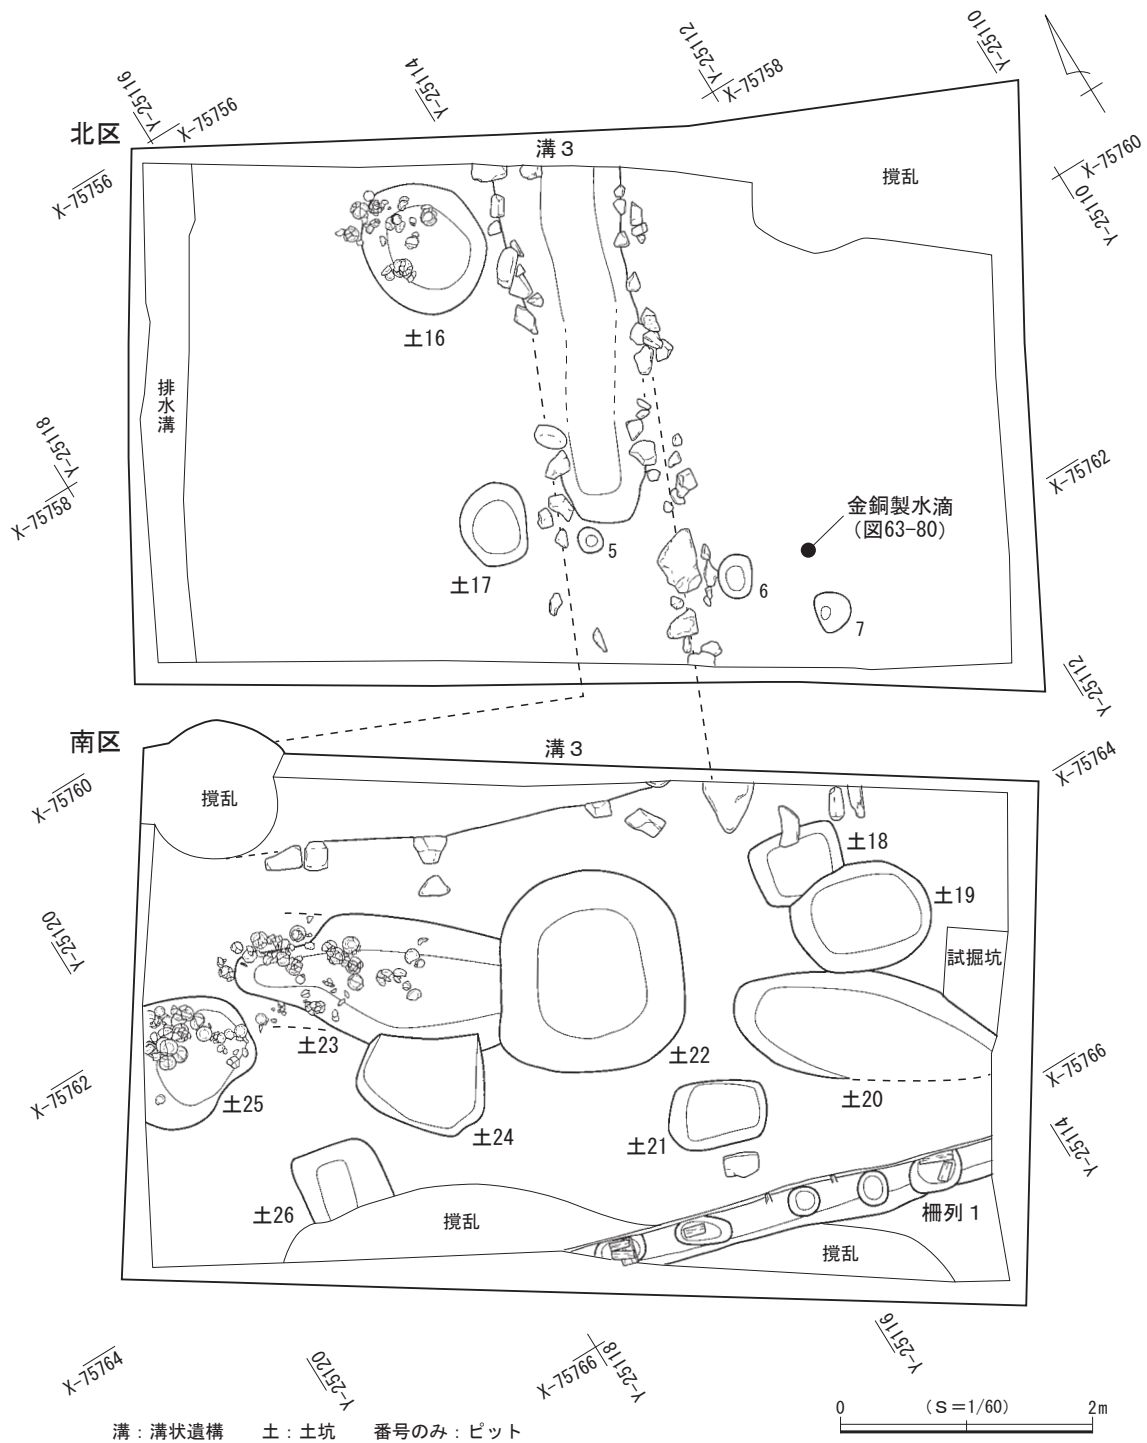 Y-25116
X-75756
Y-25114
Y-25112
X-75758
Y-25110
北区
溝３
撹乱
X-75760
Y-25110
X-75756
土16
排水溝
Y-25118
X-75758
X-75762
金銅製水滴
（図63-80）
5
土17
6
7
Y-25112
南区
溝３
X-75764
X-75760
撹乱
土18
土19
Y-25120
試掘坑
土23
土22
X-75766
X-75762
土25
土20
土24
土21
Y-25114
土26
撹乱
柵列１
撹乱
X-75764
Y-25120
X-75766
Y-25118
Y-25116
0
（Ｓ＝1/60）
2m
溝：溝状遺構　土：土坑　番号のみ：ピット